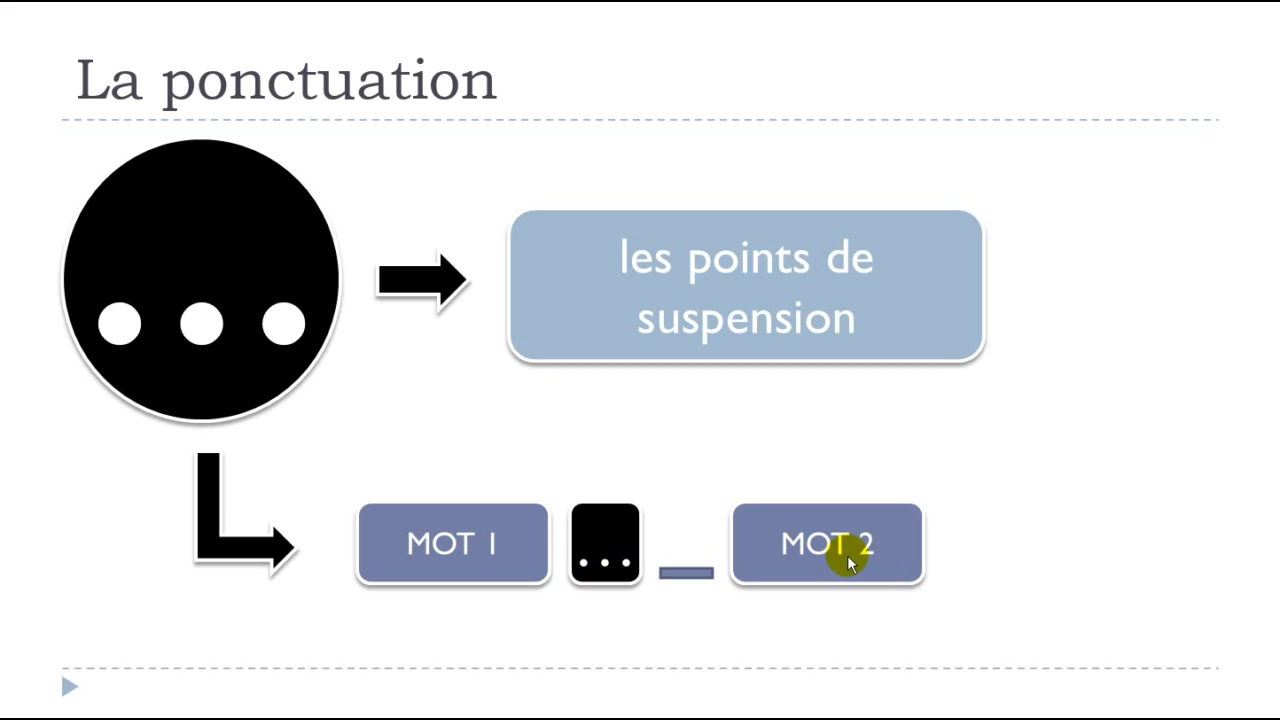 La ponctuation
...
les points de
suspension
MOT 1
...
_
MOT 2